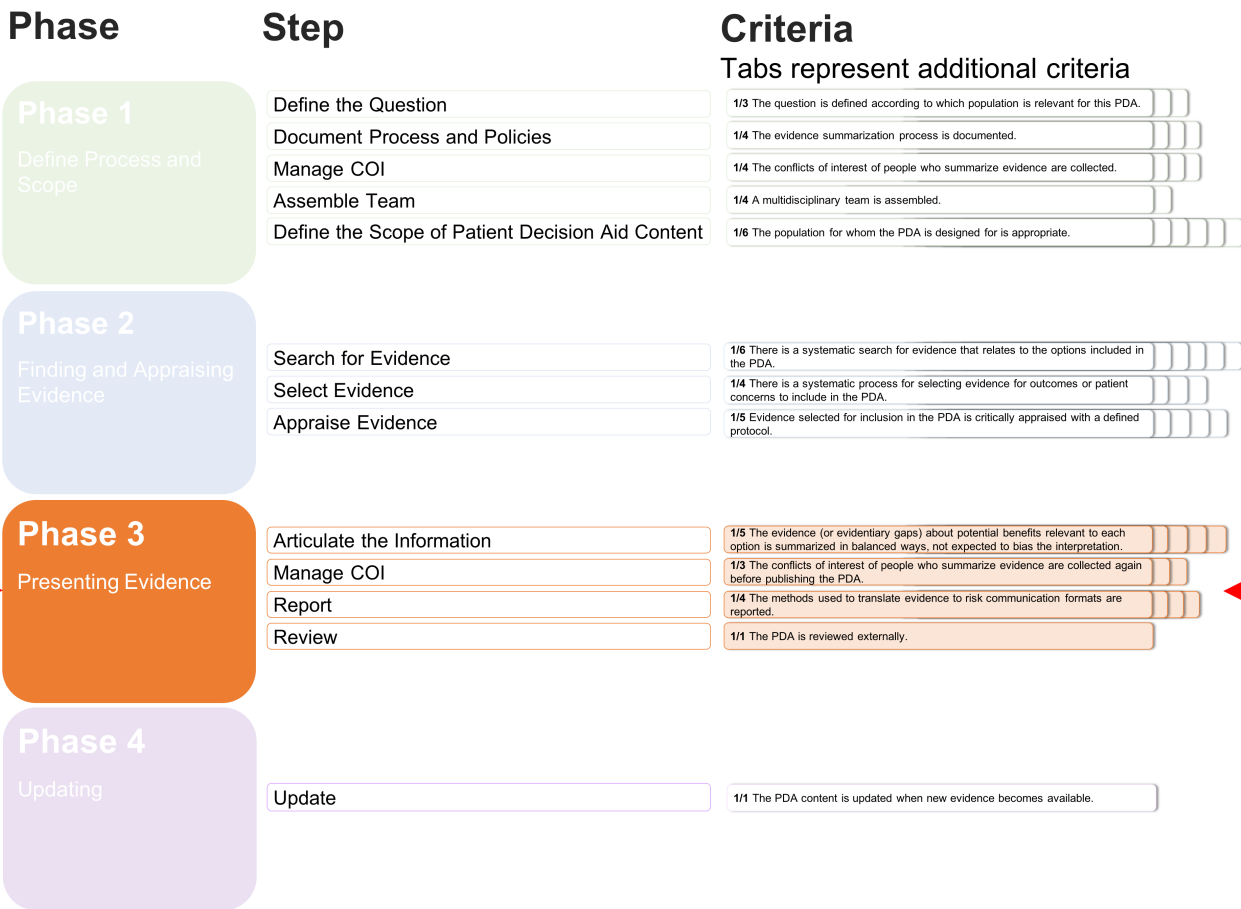 Phase
Step
Criteria
Tabs represent additional criteria
Phase 1
Define Process and
Scope
Define the Question
1/3 The question is defined according to which population is relevant for this PDA.
Document Process and Policies
1/4 The evidence summarization process is documented.
Manage COI
1/4 The conflicts of interest of people who summarize evidence are collected.
Assemble Team
1/4 A multidisciplinary team is assembled.
Define the Scope of Patient Decision Aid Content
1/6 The population for whom the PDA is designed for is appropriate.
Phase 2
Finding and Appraising
Evidence
Search for Evidence
1/6 There is a systematic search for evidence that relates to the options included in
the PDA.
Select Evidence
1/4 There is a systematic process for selecting evidence for outcomes or patient
concerns to include in the PDA.
Appraise Evidence
1/5 Evidence selected for inclusion in the PDA is critically appraised with a defined
protocol.
Phase 3
Presenting Evidence
Articulate the Information
1/5 The evidence (or evidentiary gaps) about potential benefits relevant to each
option is summarized in balanced ways, not expected to bias the interpretation.
Manage COI
1/3 The conflicts of interest of people who summarize evidence are collected again
before publishing the PDA.
Report
1/4 The methods used to translate evidence to risk communication formats are
reported.
Review
1/1 The PDA is reviewed externally.
Phase 4
Updating
Update
1/1 The PDA content is updated when new evidence becomes available.